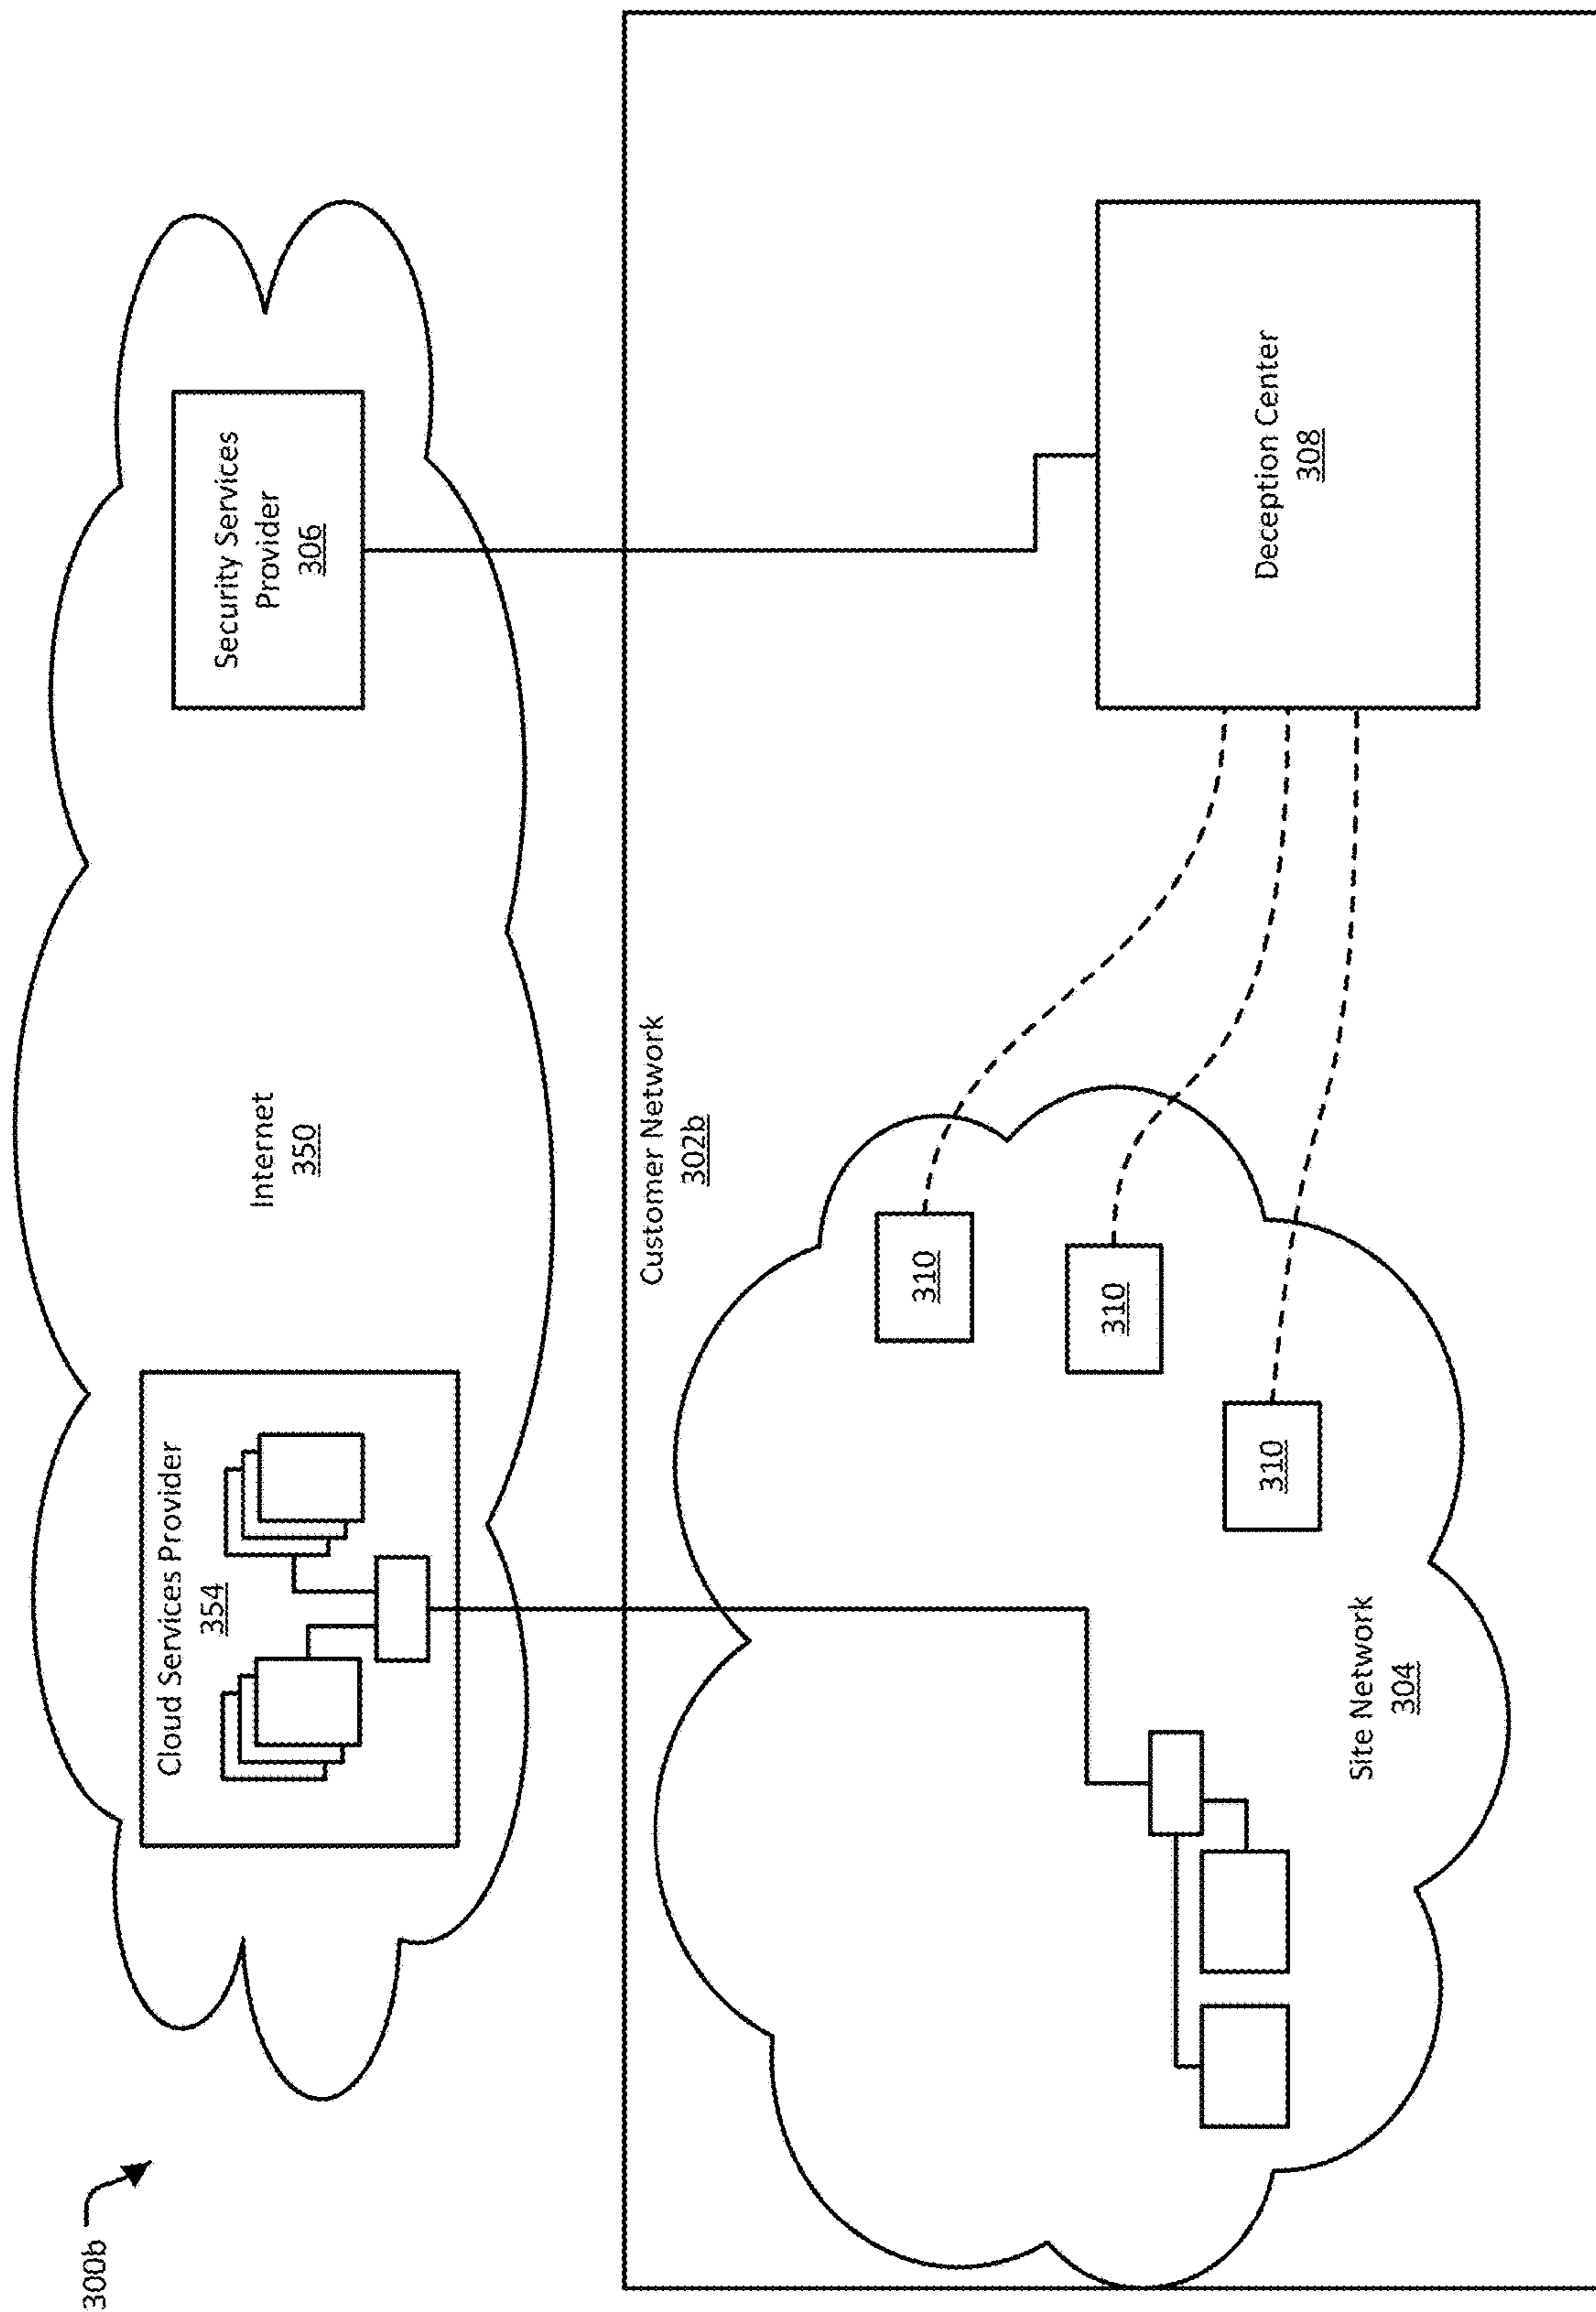 300b
Cloud Services Provider
354
Internet
350
Security Services
Provider
306
Customer Network
302b
310
310
310
Site Network
304
Deception Center
308